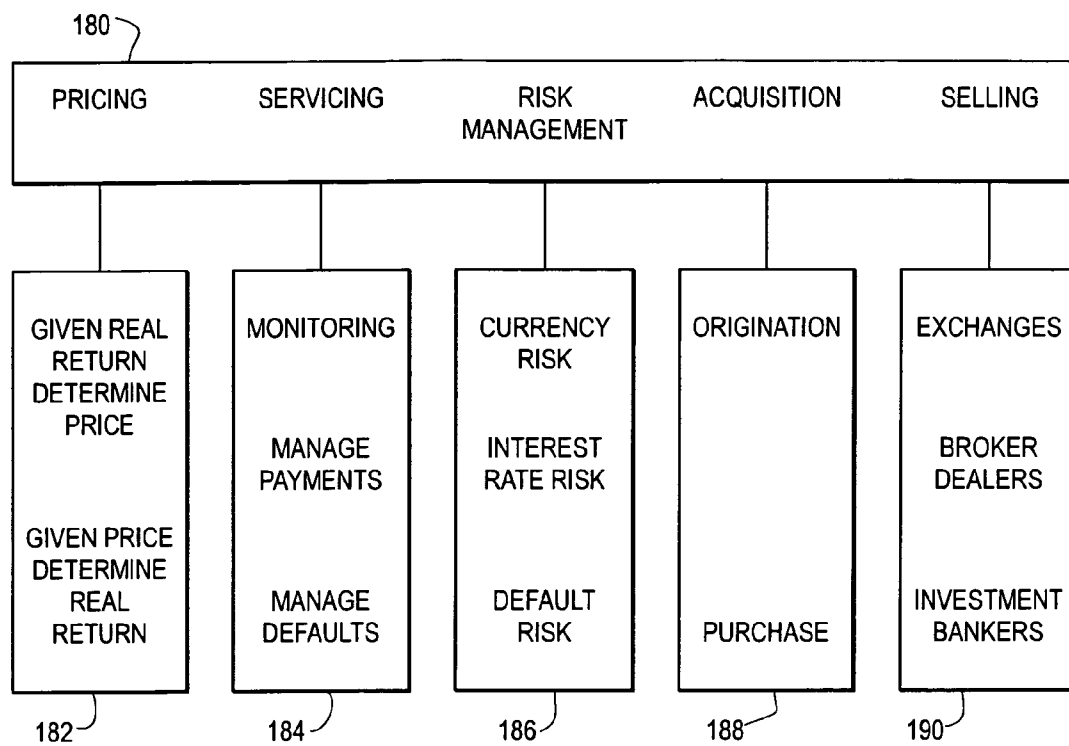 180
PRICING
SERVICING
RISK
MANAGEMENT
ACQUISITION
SELLING
GIVEN REAL
RETURN
DETERMINE
PRICE
GIVEN PRICE
DETERMINE
REAL
RETURN
182
MONITORING
MANAGE
PAYMENTS
MANAGE
DEFAULTS
184
CURRENCY
RISK
INTEREST
RATE RISK
DEFAULT
RISK
186
ORIGINATION
PURCHASE
188
EXCHANGES
BROKER
DEALERS
INVESTMENT
BANKERS
190